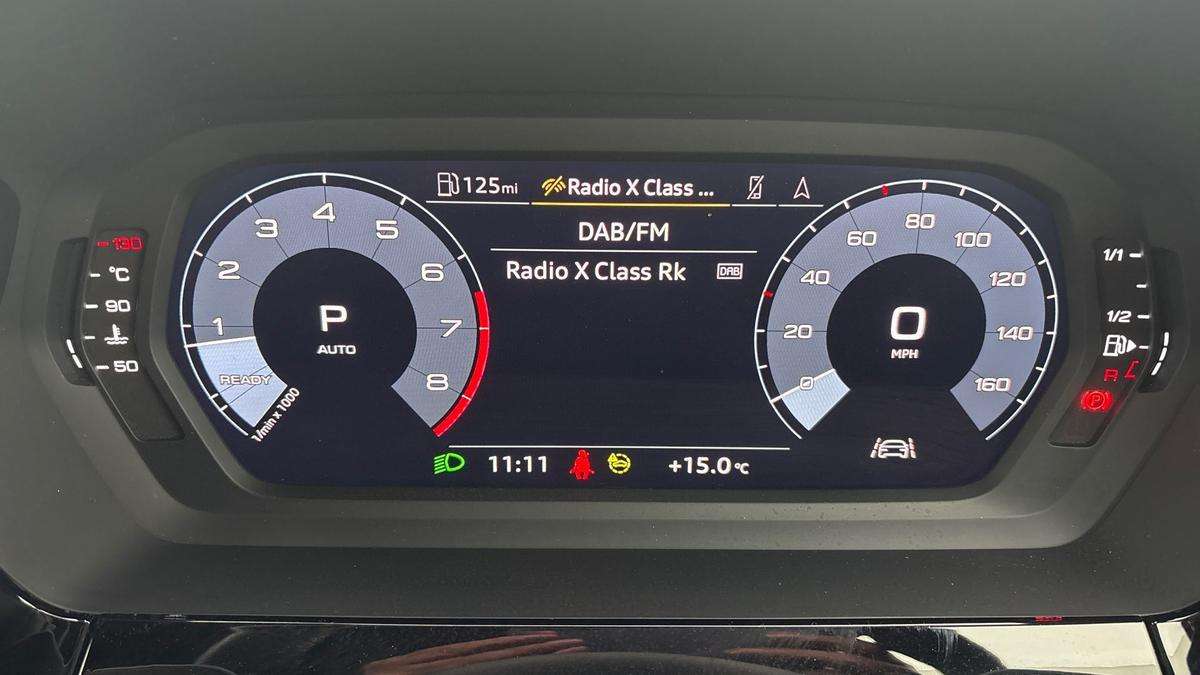 125mi
Radio X Class ...
DAB/FM
Radio X Class Rk
DAB
130
°C
90
50
1
2
3
4
5
6
7
8
READY
1/min x 1000
P
AUTO
0
20
40
60
80
100
120
140
160
0
MPH
1/1
1/2
R
P
11:11
+15.0°C